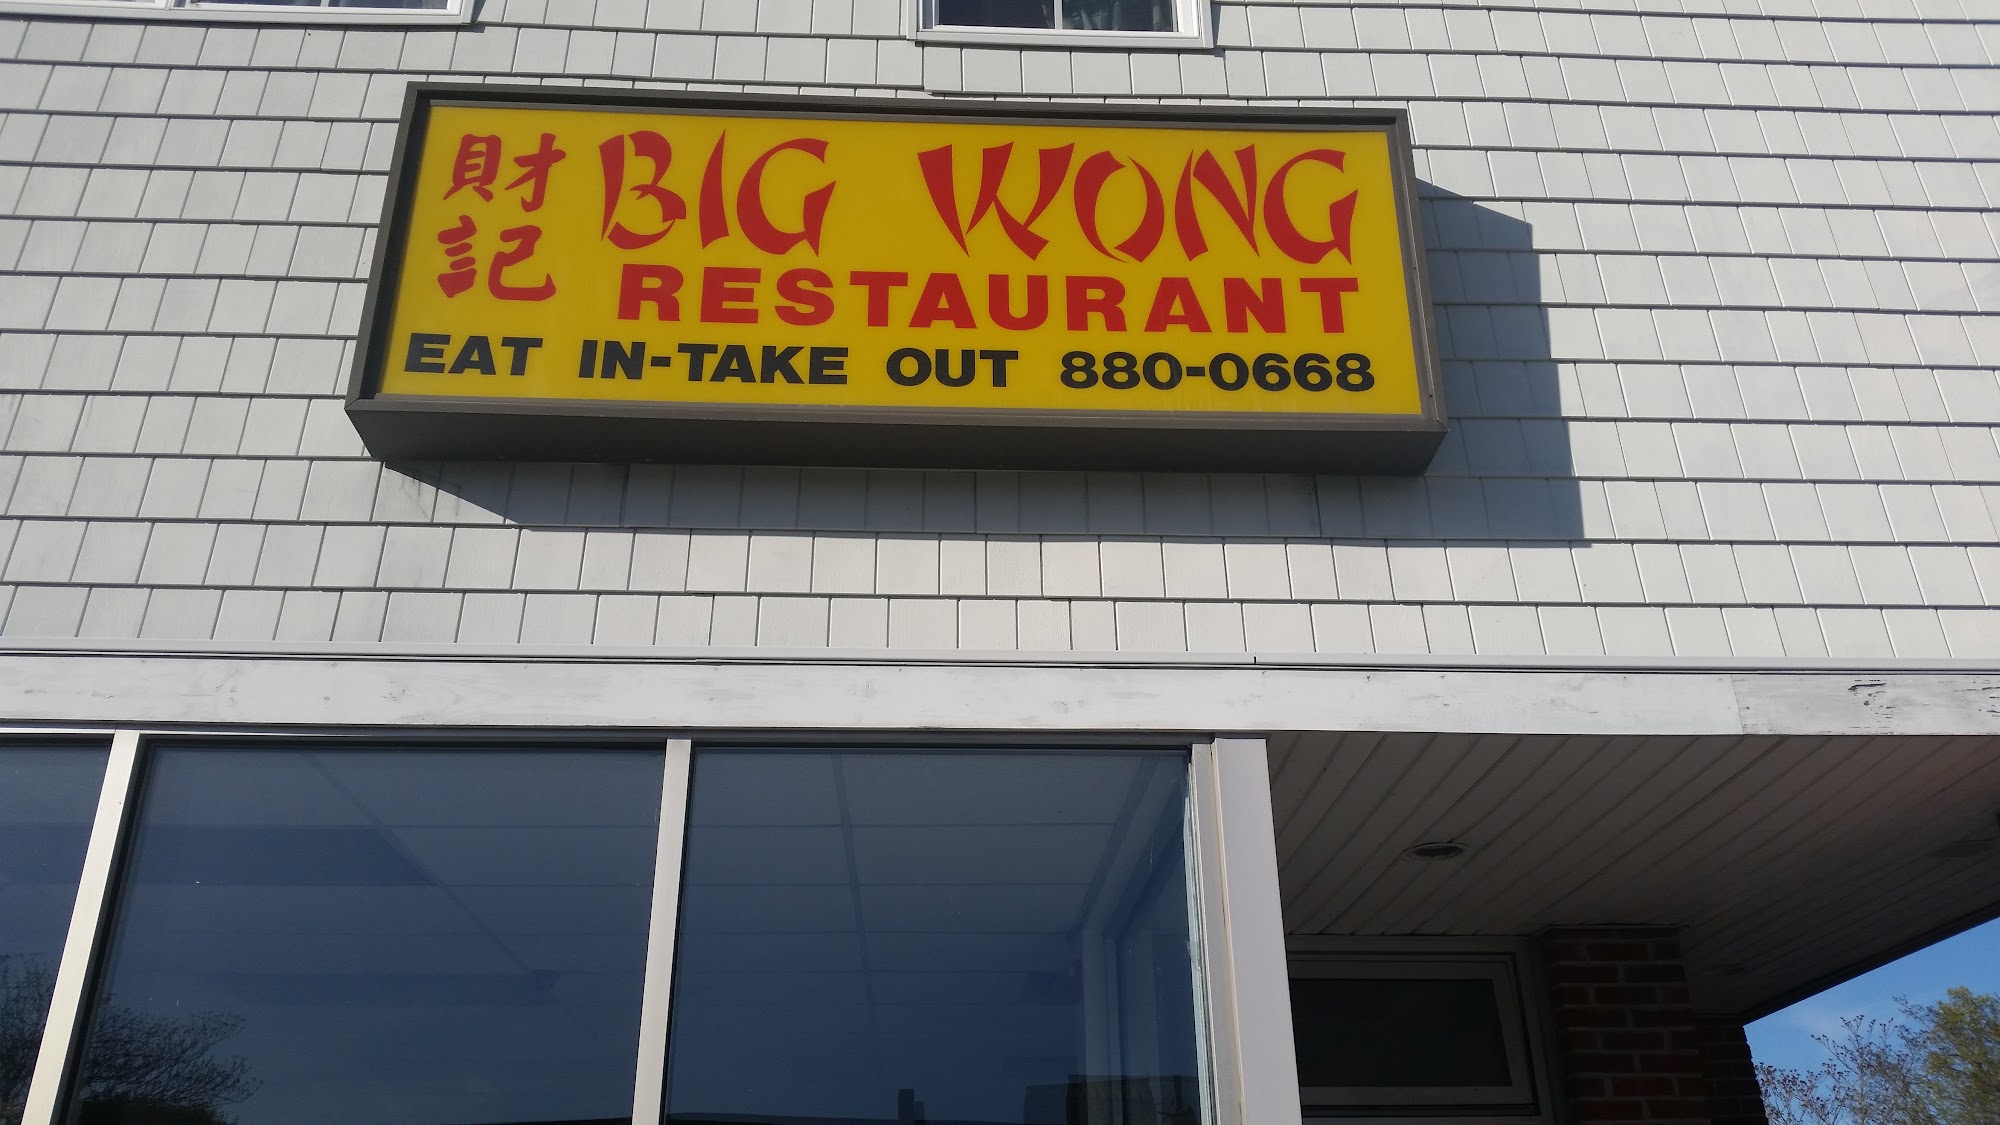 財記
BIG WONG
RESTAURANT
EAT IN-TAKE OUT 880-0668